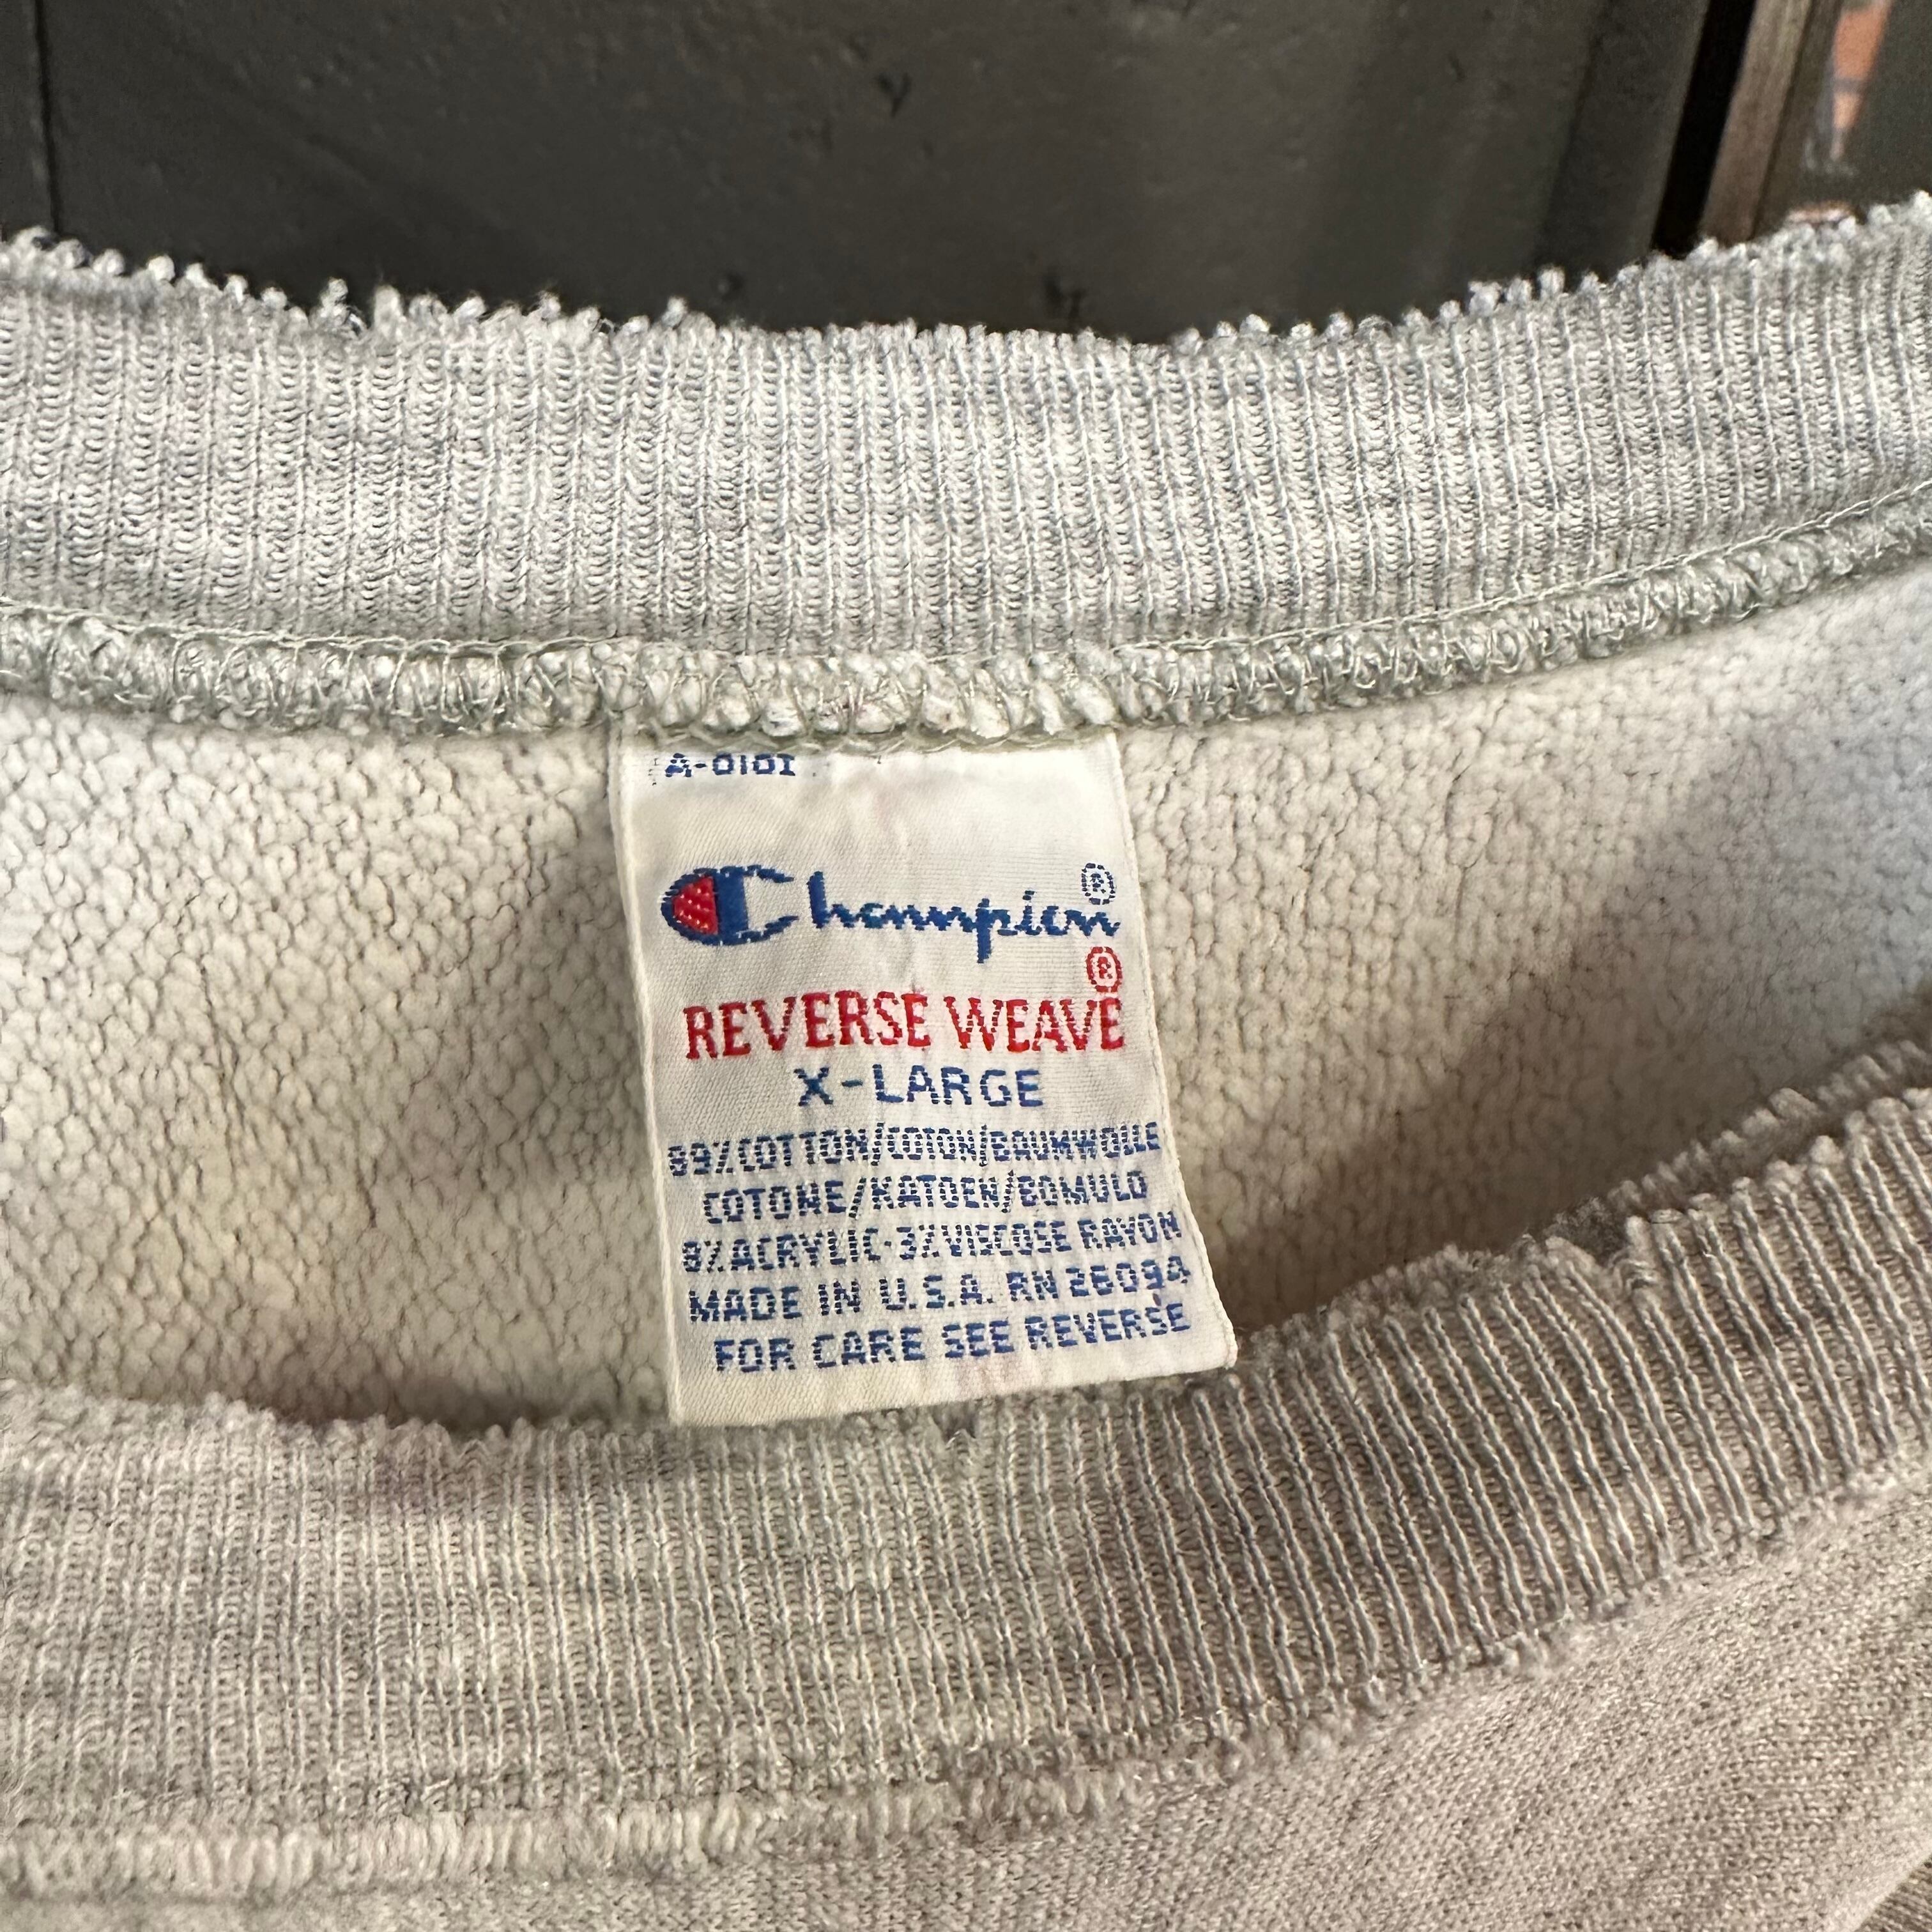 A-0101
Champion®
REVERSE WEAVE®
X-LARGE
89% COTTON/COTON/BAUMWOLLE
COTONE/KATOEN/BOMULD
8% ACRYLIC·3% VISCOSE RAYON
MADE IN U.S.A. RN 26094
FOR CARE SEE REVERSE